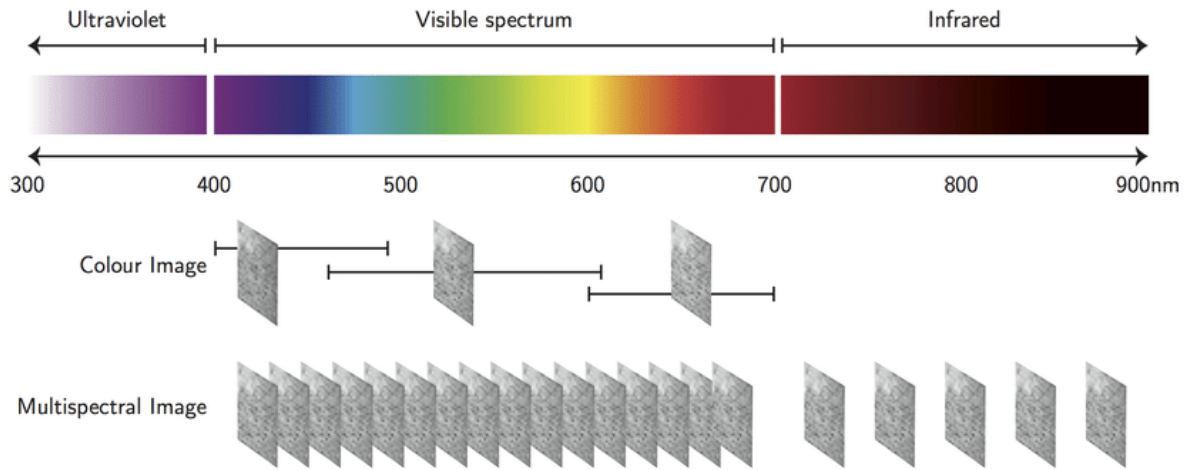 Ultraviolet Visible spectrum Infrared
300 400 500 600 700 800 900nm
Colour Image
Multispectral Image